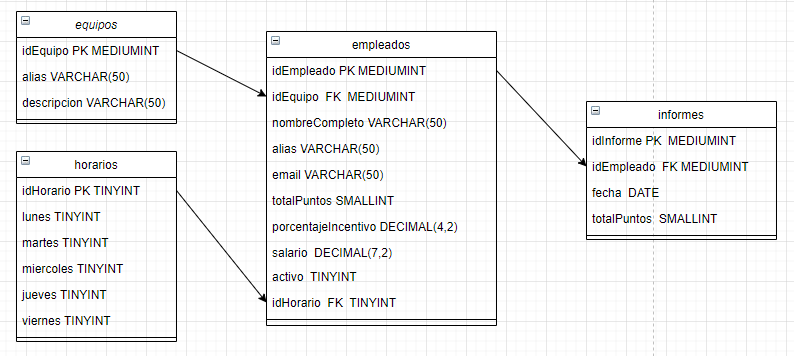 equipos
idEquipo PK MEDIUMINT
alias VARCHAR(50)
descripcion VARCHAR(50)
horarios
idHorario PK TINYINT
lunes TINYINT
martes TINYINT
miercoles TINYINT
jueves TINYINT
viernes TINYINT
empleados
idEmpleado PK MEDIUMINT
idEquipo FK MEDIUMINT
nombreCompleto VARCHAR(50)
alias VARCHAR(50)
email VARCHAR(50)
totalPuntos SMALLINT
porcentajeIncentivo DECIMAL(4,2)
salario DECIMAL(7,2)
activo TINYINT
idHorario FK TINYINT
informes
idInforme PK MEDIUMINT
idEmpleado FK MEDIUMINT
fecha DATE
totalPuntos SMALLINT